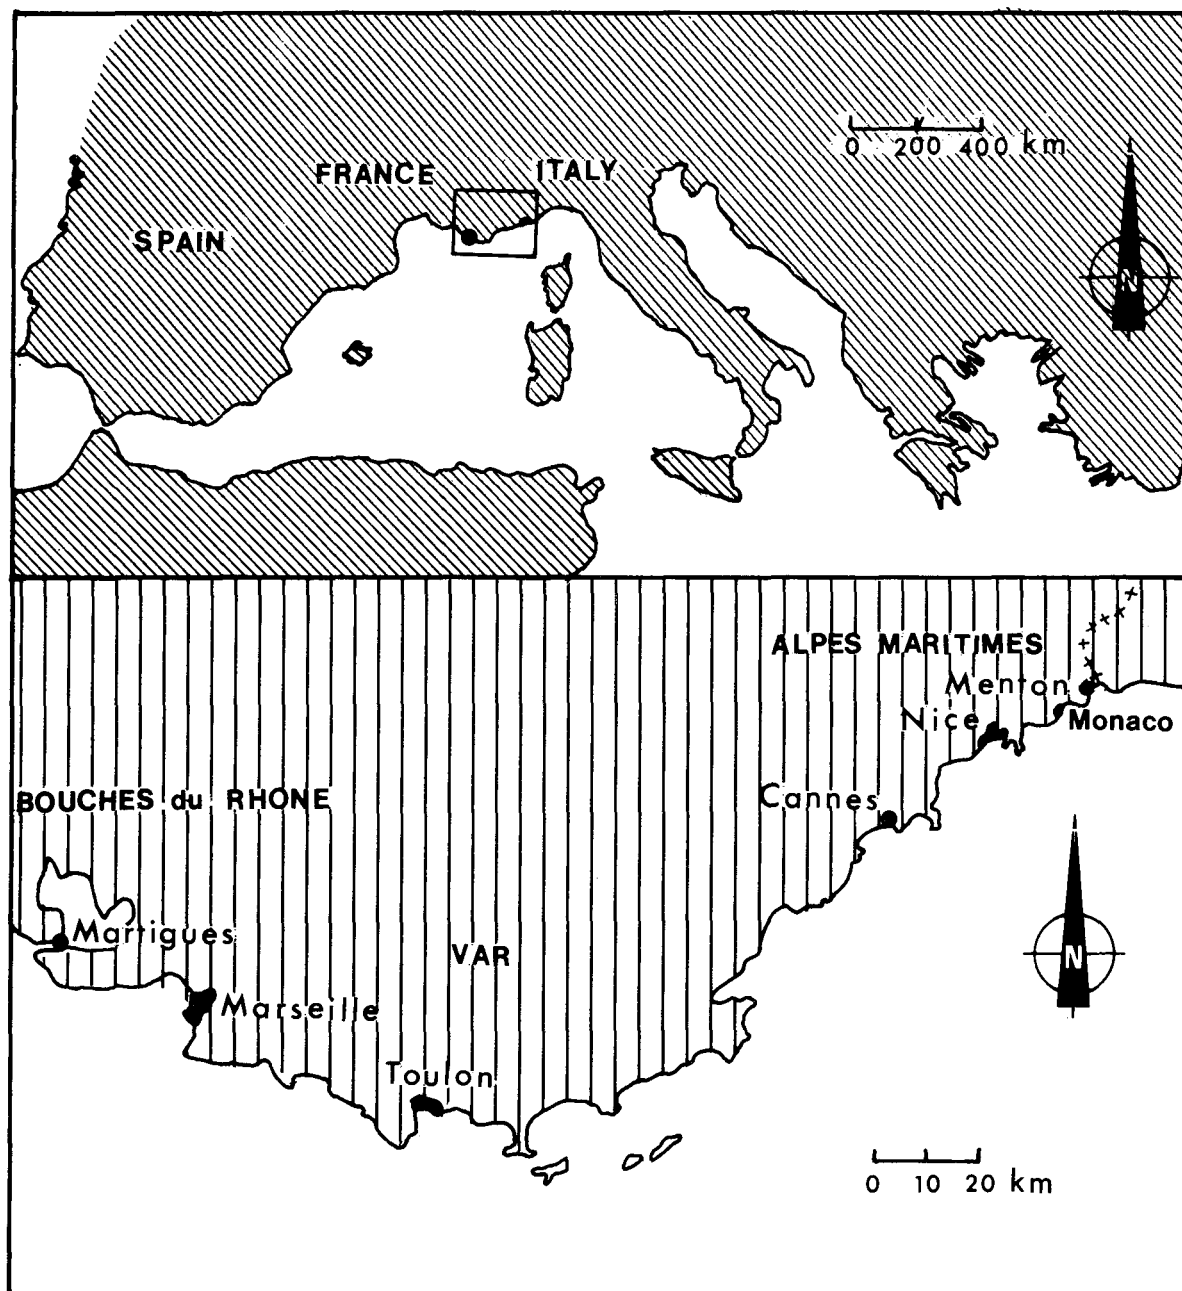 0 200 400 km
FRANCE
ITALY
SPAIN
N
ALPES MARITIMES
Menton
Nice
Monaco
Cannes
BOUCHES du RHÔNE
Martigues
VAR
N
Marseille
Toulon
0 10 20 km